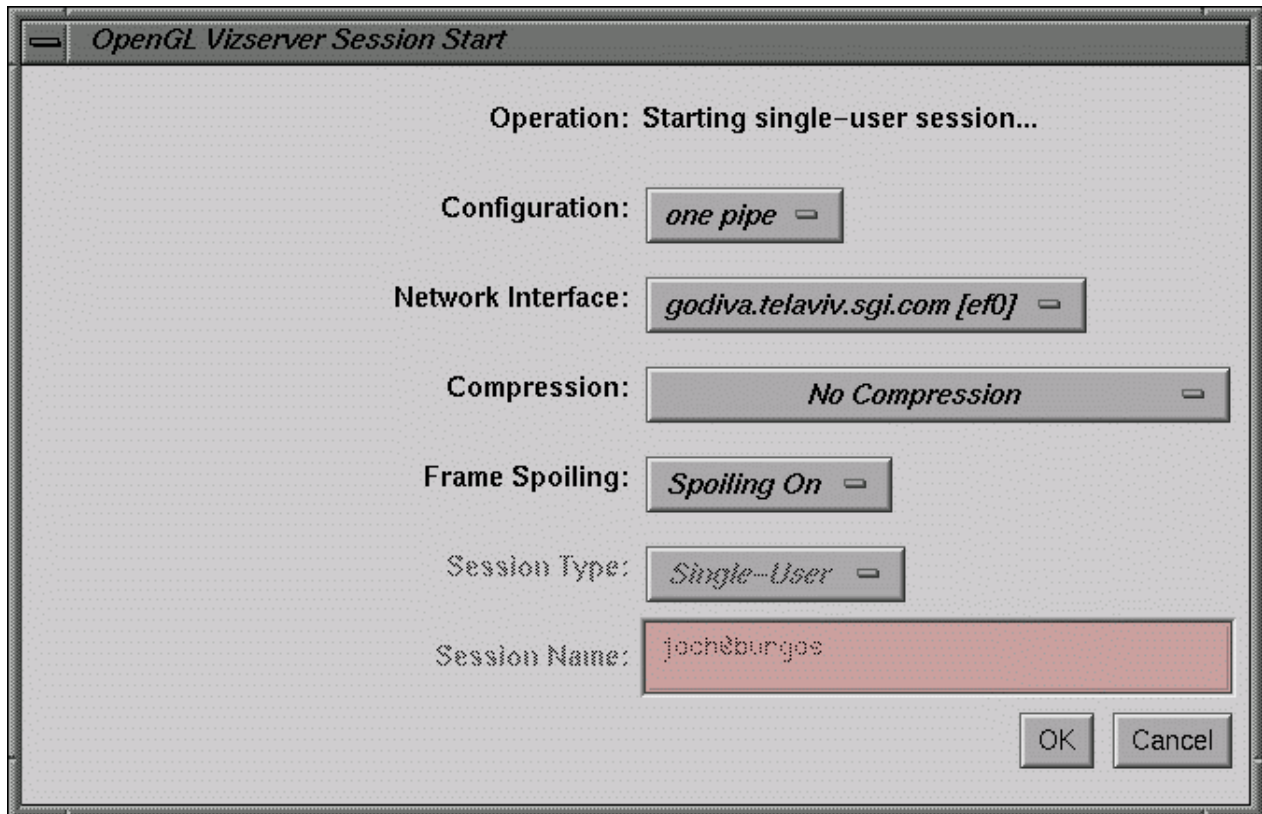 OpenGL Vizserver Session Start
Operation: Starting single-user session...
Configuration: one pipe
Network Interface: godiva.telaviv.sgi.com [ef0]
Compression: No Compression
Frame Spoiling: Spoiling On
Session Type: Single-User
Session Name:
OK Cancel